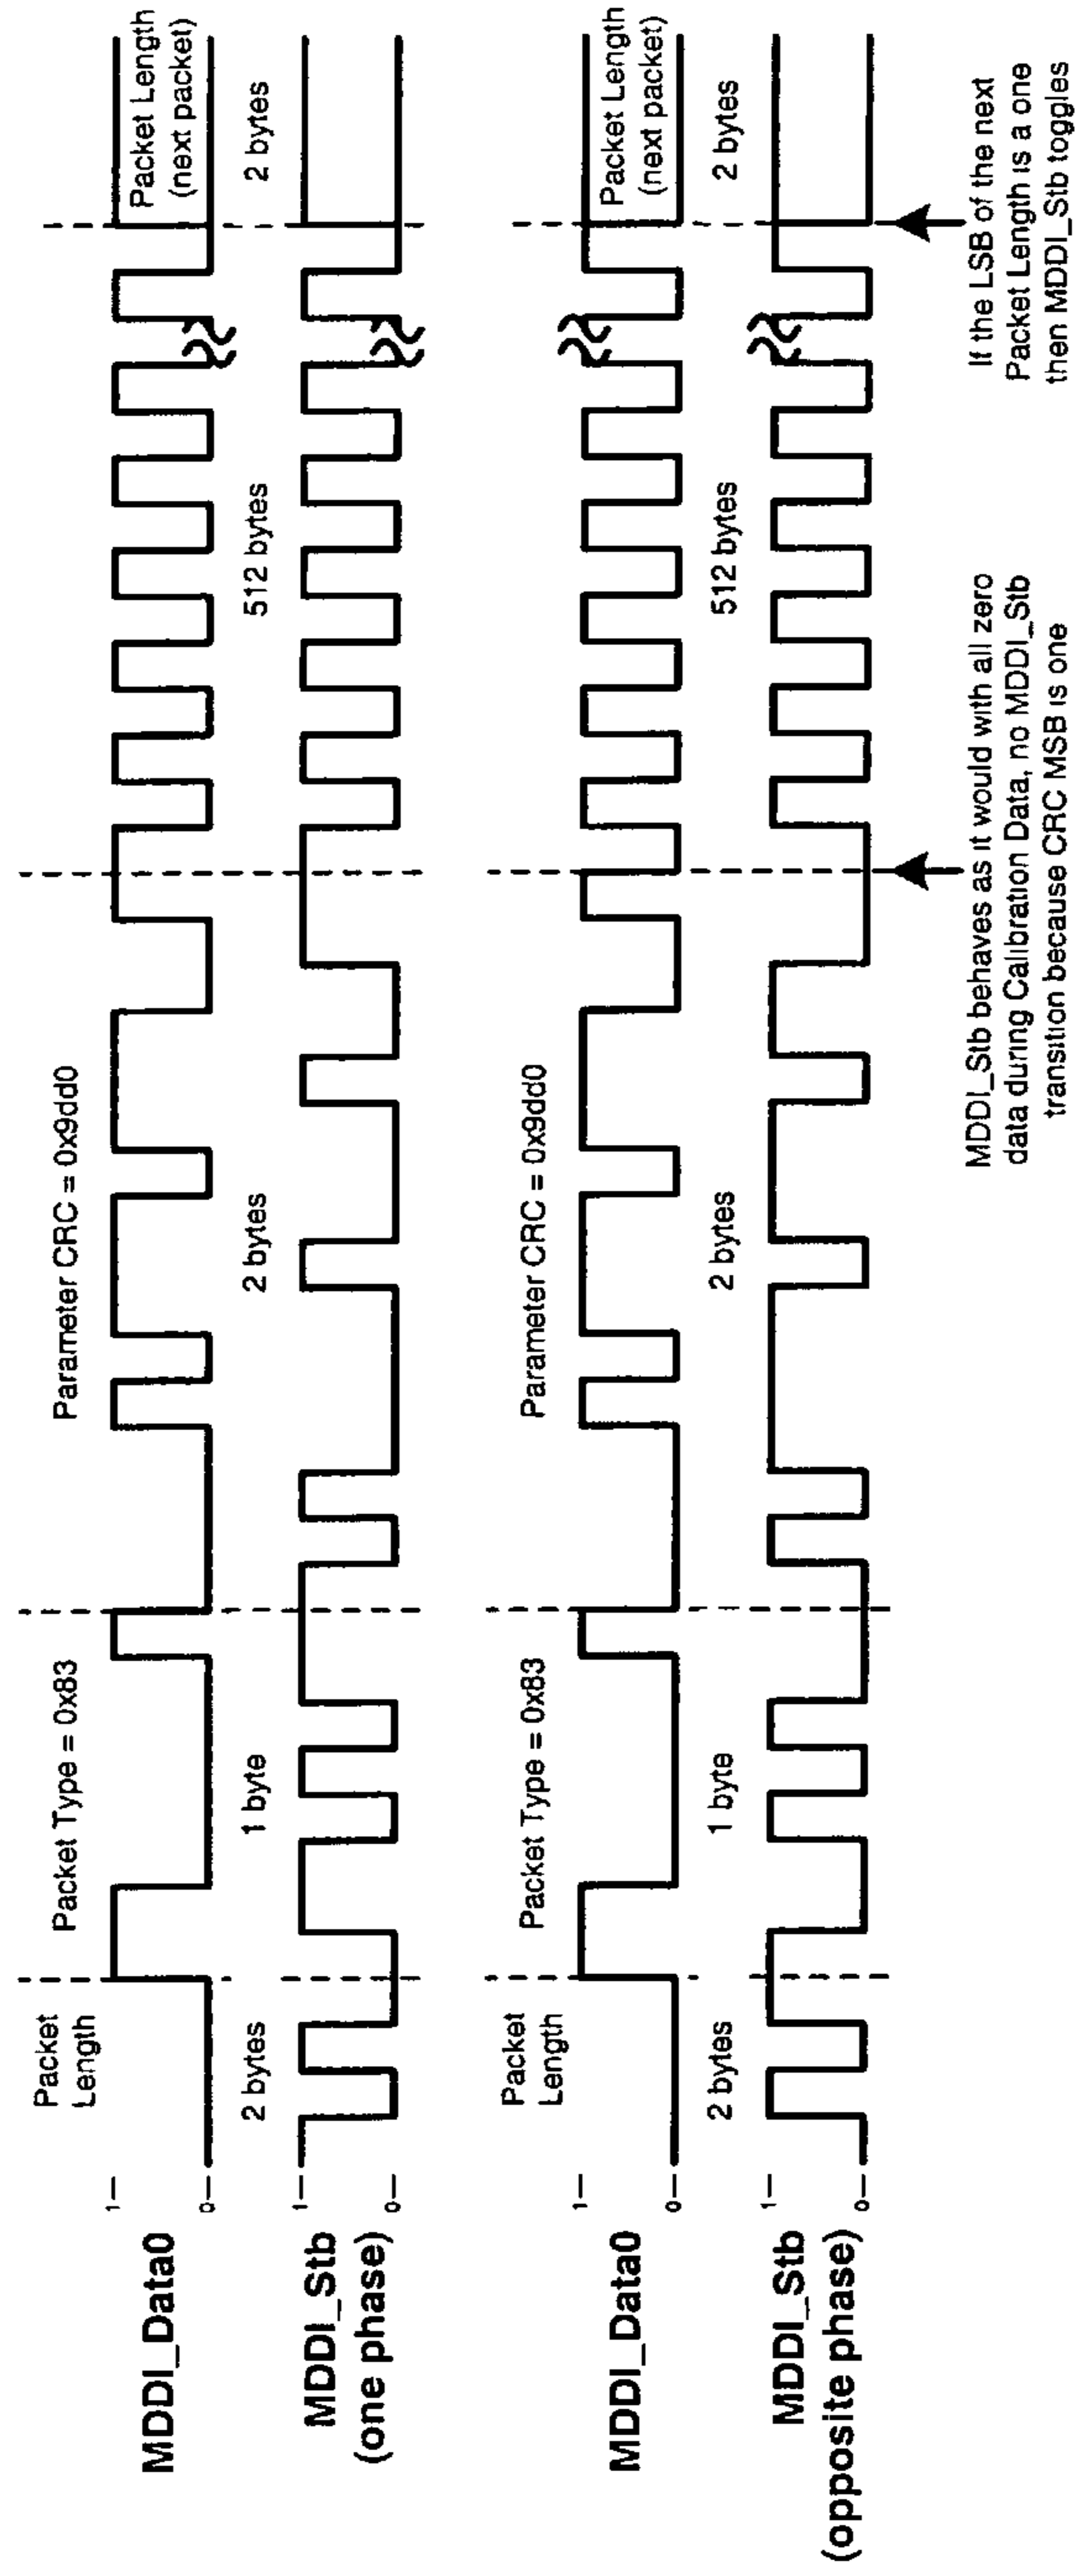 MDDI_Data0
1
0
Packet
Length
Packet Type = 0x83
Parameter CRC = 0x9dd0
Packet Length
(next packet)
2 bytes
1 byte
2 bytes
512 bytes
2 bytes
MDDI_Stb
(one phase)
1
0
MDDI_Data0
1
0
Packet
Length
Packet Type = 0x83
Parameter CRC = 0x9dd0
Packet Length
(next packet)
2 bytes
1 byte
2 bytes
512 bytes
2 bytes
MDDI_Stb
(opposite phase)
1
0
MDDI_Stb behaves as it would with all zero
data during Calibration Data, no MDDI_Stb
transition because CRC MSB is one
If the LSB of the next
Packet Length is a one
then MDDI_Stb toggles